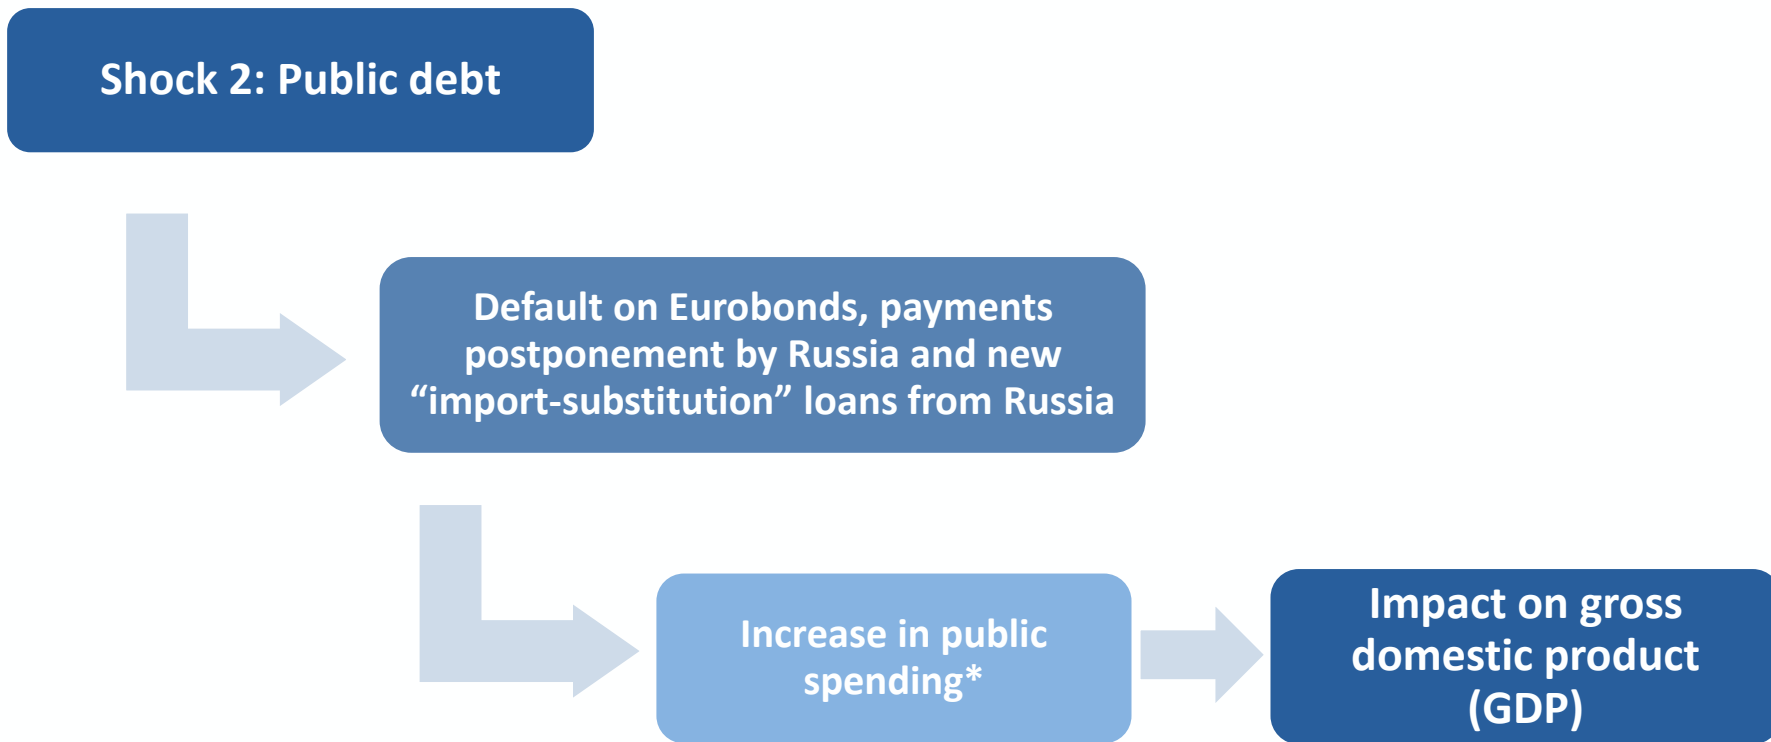 Shock 2: Public debt
Default on Eurobonds, payments
postponement by Russia and new
“import-substitution” loans from Russia
Increase in public
spending*
Impact on gross
domestic product
(GDP)